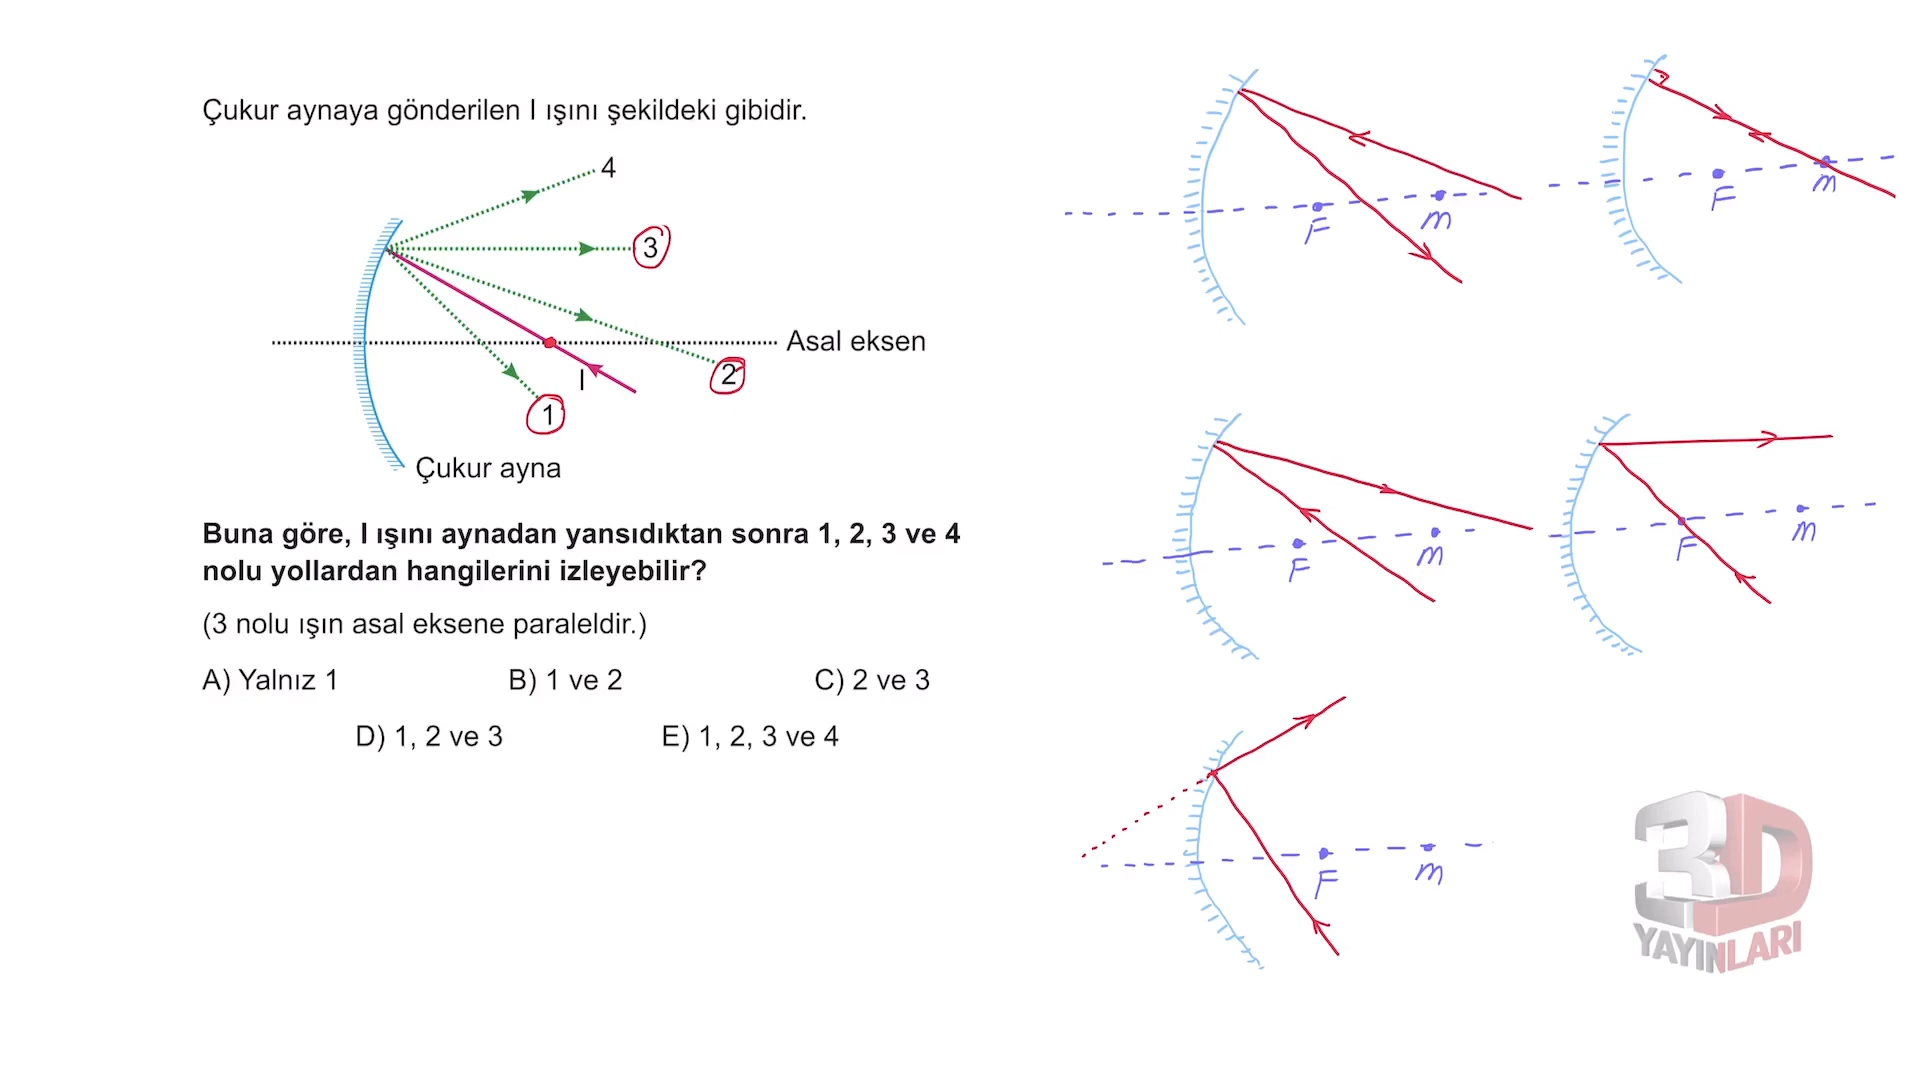 Çukur aynaya gönderilen I ışını şekildeki gibidir.
4
3
Asal eksen
I
2
1
Çukur ayna
Buna göre, I ışını aynadan yansıdıktan sonra 1, 2, 3 ve 4
nolu yollardan hangilerini izleyebilir?
(3 nolu ışın asal eksene paraleldir.)
A) Yalnız 1 B) 1 ve 2 C) 2 ve 3
D) 1, 2 ve 3 E) 1, 2, 3 ve 4
F m
F m
F m
F m
F m
3D
YAYINLARI